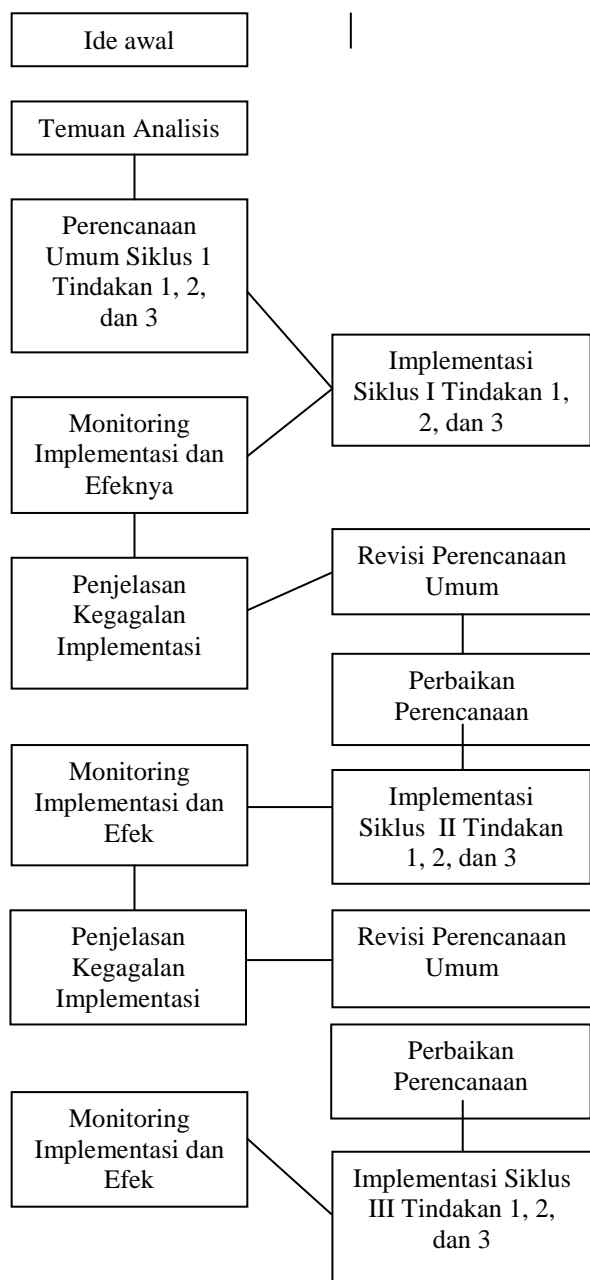 Ide awal
Temuan Analisis
Perencanaan
Umum Siklus 1
Tindakan 1, 2,
dan 3
Implementasi
Siklus I Tindakan 1,
2, dan 3
Monitoring
Implementasi dan
Efeknya
Penjelasan
Kegagalan
Implementasi
Revisi Perencanaan
Umum
Perbaikan
Perencanaan
Implementasi
Siklus  II Tindakan
1, 2, dan 3
Monitoring
Implementasi dan
Efek
Penjelasan
Kegagalan
Implementasi
Revisi Perencanaan
Umum
Perbaikan
Perencanaan
Implementasi Siklus
III Tindakan 1, 2,
dan 3
Monitoring
Implementasi dan
Efek